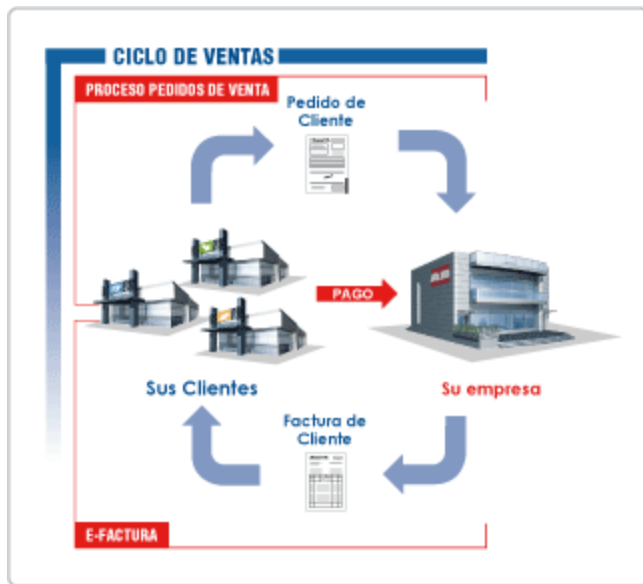 CICLO DE VENTAS
PROCESO PEDIDOS DE VENTA
Pedido de
Cliente
PAGO
Sus Clientes
Su empresa
Factura de
Cliente
E-FACTURA